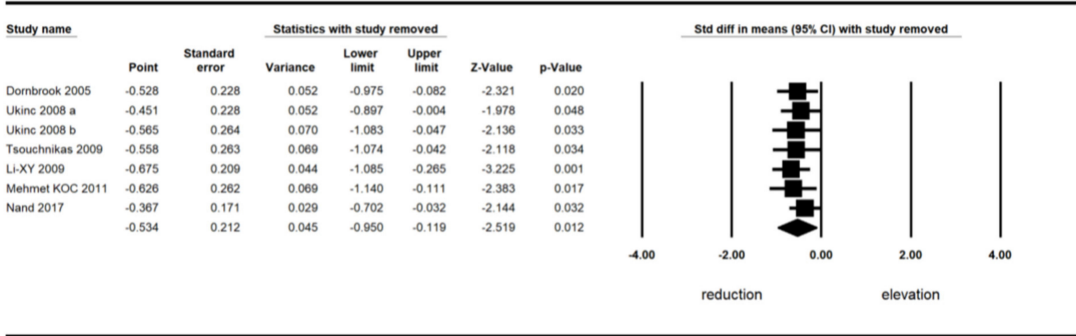 Study name Statistics with study removed Std diff in means (95% CI) with study removed
Standard Lower Upper
Point error Variance limit limit Z-Value p-Value
Dornbrook 2005 -0.528 0.228 0.052 -0.975 -0.082 -2.321 0.020
Ukinc 2008 a -0.451 0.228 0.052 -0.897 -0.004 -1.978 0.048
Ukinc 2008 b -0.565 0.264 0.070 -1.083 -0.047 -2.136 0.033
Tsouchnikas 2009 -0.558 0.263 0.069 -1.074 -0.042 -2.118 0.034
Li-XY 2009 -0.675 0.209 0.044 -1.085 -0.265 -3.225 0.001
Mehmet KOC 2011 -0.626 0.262 0.069 -1.140 -0.111 -2.383 0.017
Nand 2017 -0.367 0.171 0.029 -0.702 -0.032 -2.144 0.032
-0.534 0.212 0.045 -0.950 -0.119 -2.519 0.012
-4.00 -2.00 0.00 2.00 4.00
reduction elevation